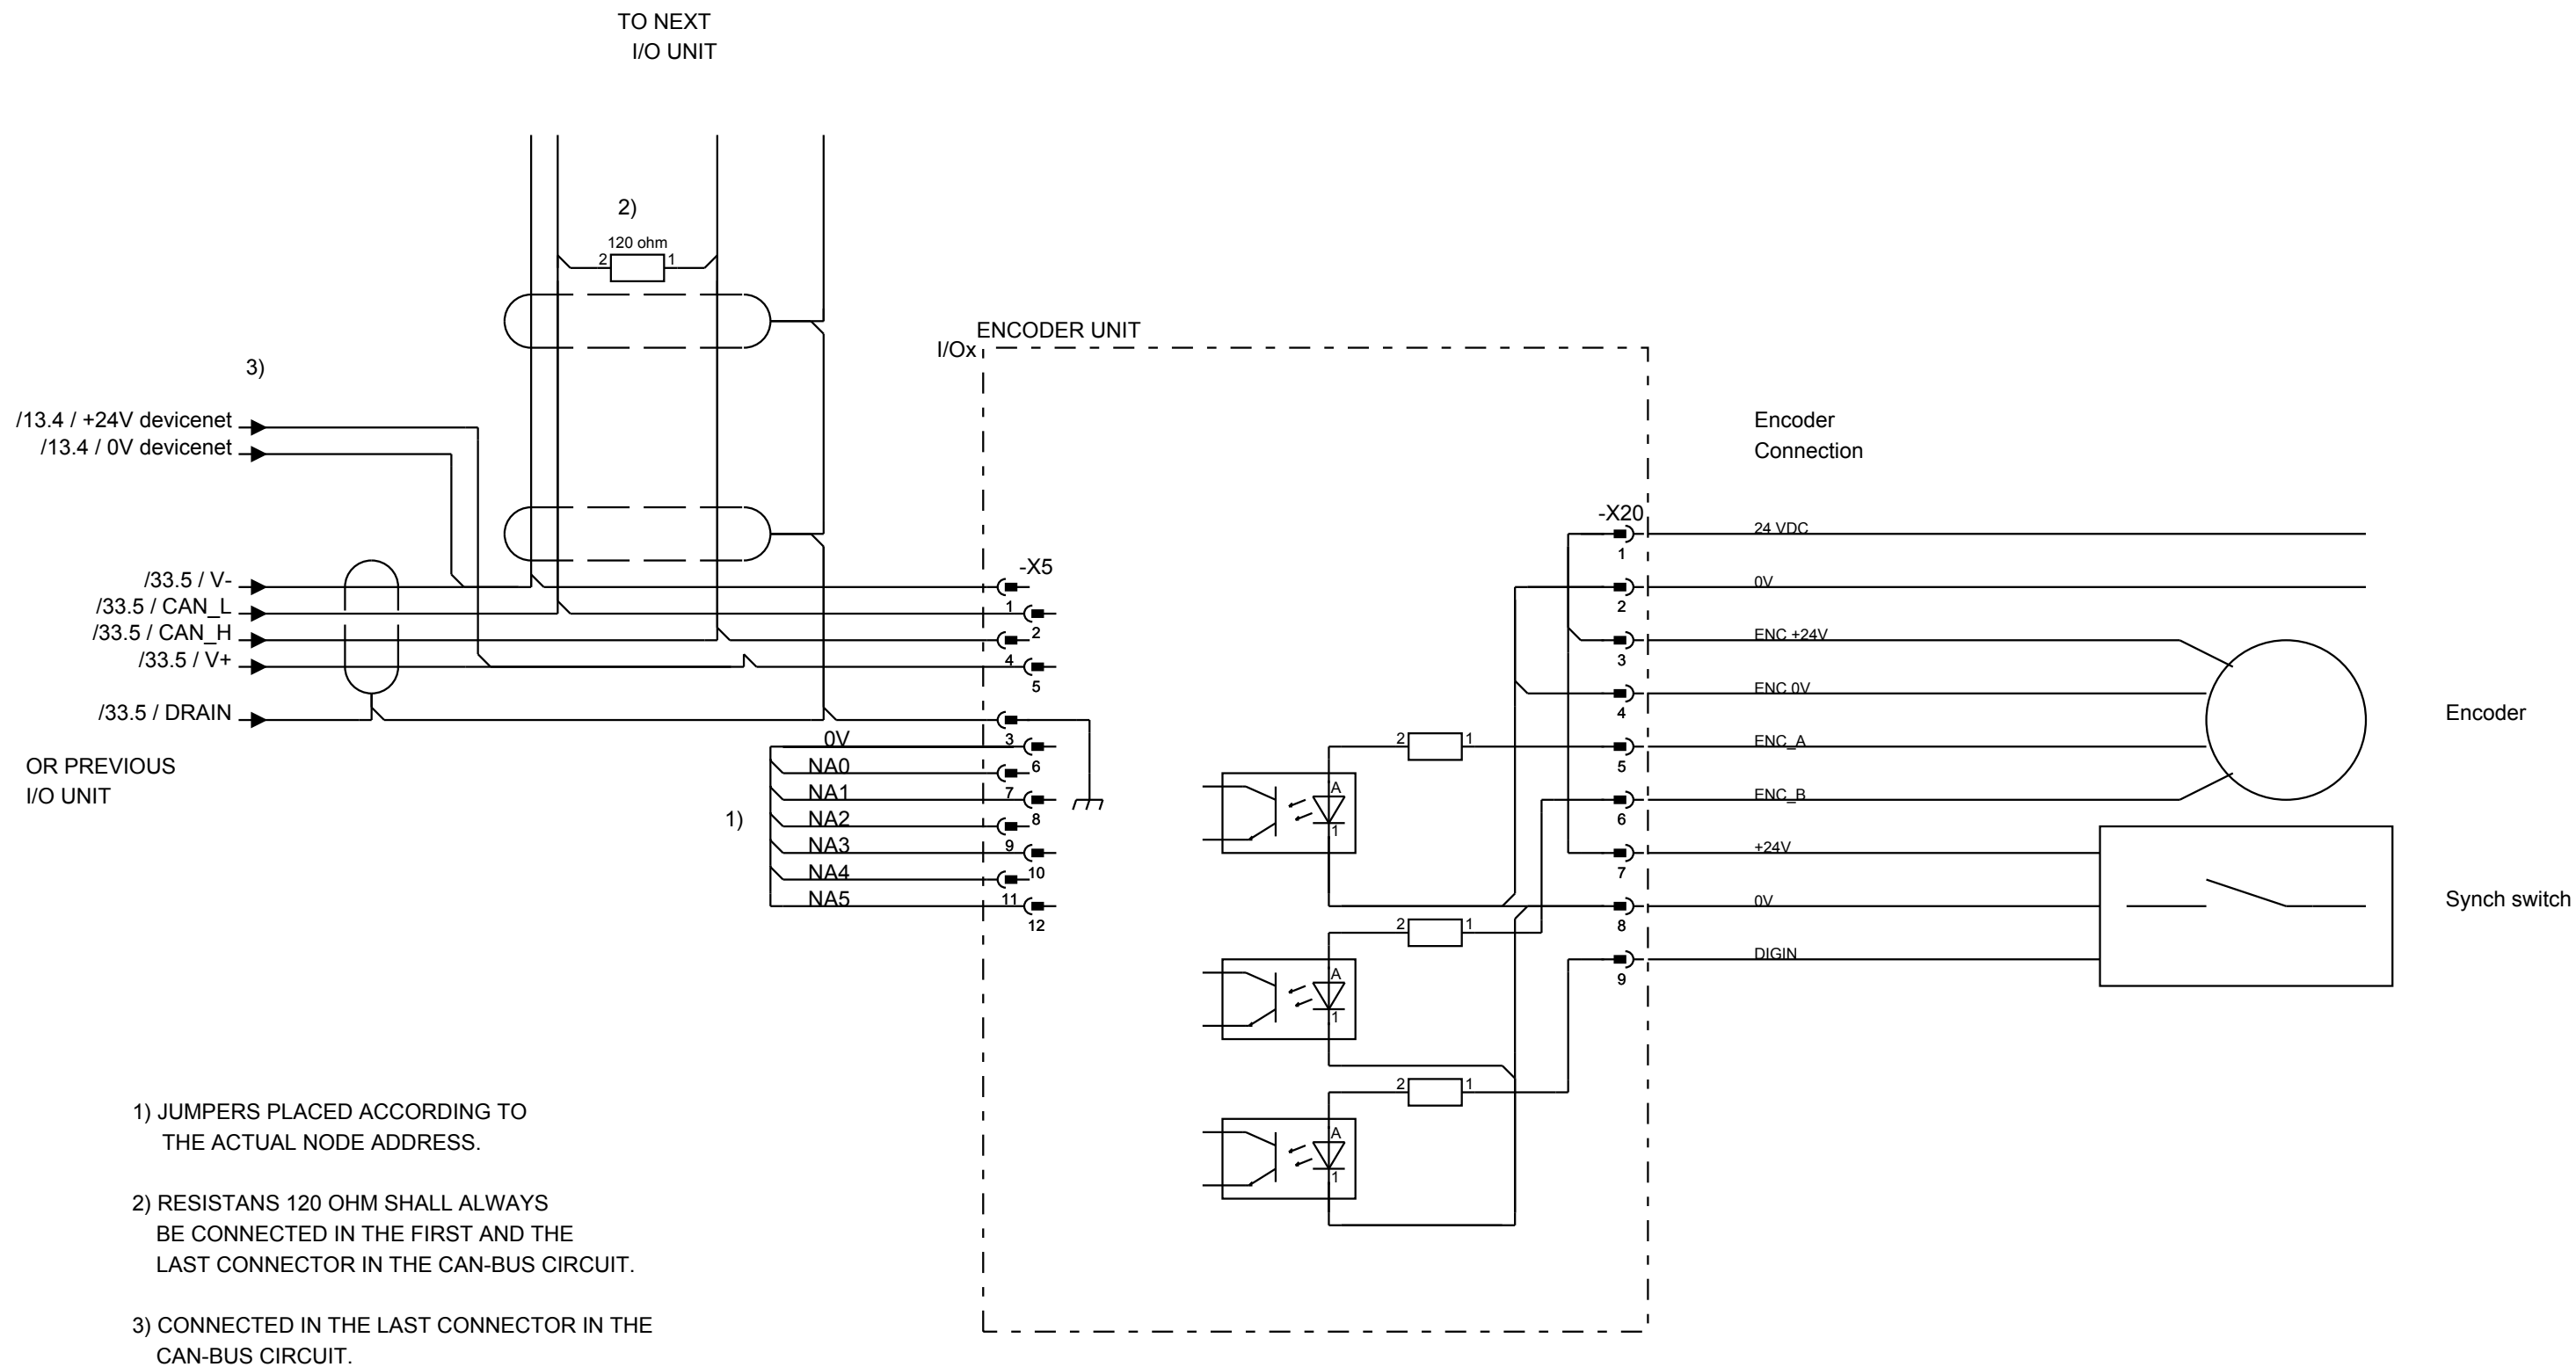 TO NEXT
I/O UNIT
2)
120 ohm
2 1
ENCODER UNIT
I/Ox
3)
/13.4 / +24V devicenet
/13.4 / 0V devicenet
Encoder
Connection
-X20
24 VDC
1
-X5
/33.5 / V-
0V
/33.5 / CAN_L
1
2
/33.5 / CAN_H
2
ENC +24V
/33.5 / V+
4
3
5
ENC 0V
/33.5 / DRAIN
4
Encoder
0V
3
2 1
ENC_A
OR PREVIOUS
I/O UNIT
NA0
6
5
NA1
7
A
ENC_B
1)
NA2
8
1
6
NA3
9
+24V
NA4
10
7
NA5
11
0V
Synch switch
12
2 1
8
DIGIN
A
9
1
2 1
1) JUMPERS PLACED ACCORDING TO
THE ACTUAL NODE ADDRESS.
A
1
2) RESISTANS 120 OHM SHALL ALWAYS
BE CONNECTED IN THE FIRST AND THE
LAST CONNECTOR IN THE CAN-BUS CIRCUIT.
3) CONNECTED IN THE LAST CONNECTOR IN THE
CAN-BUS CIRCUIT.